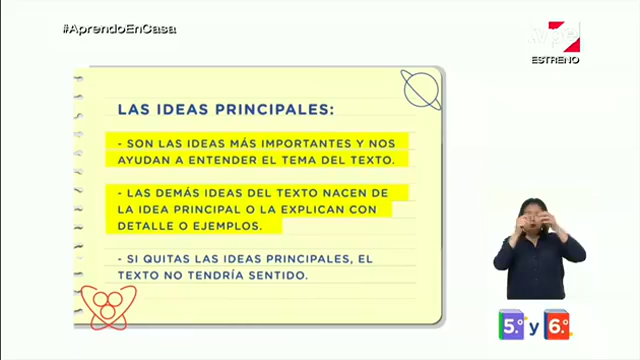 #AprendoEnCasa
ESTRENO
LAS IDEAS PRINCIPALES:
- SON LAS IDEAS MÁS IMPORTANTES Y NOS
AYUDAN A ENTENDER EL TEMA DEL TEXTO.
- LAS DEMÁS IDEAS DEL TEXTO NACEN DE
LA IDEA PRINCIPAL O LA EXPLICAN CON
DETALLE O EJEMPLOS.
- SI QUITAS LAS IDEAS PRINCIPALES, EL
TEXTO NO TENDRÍA SENTIDO.
5.° y 6.°